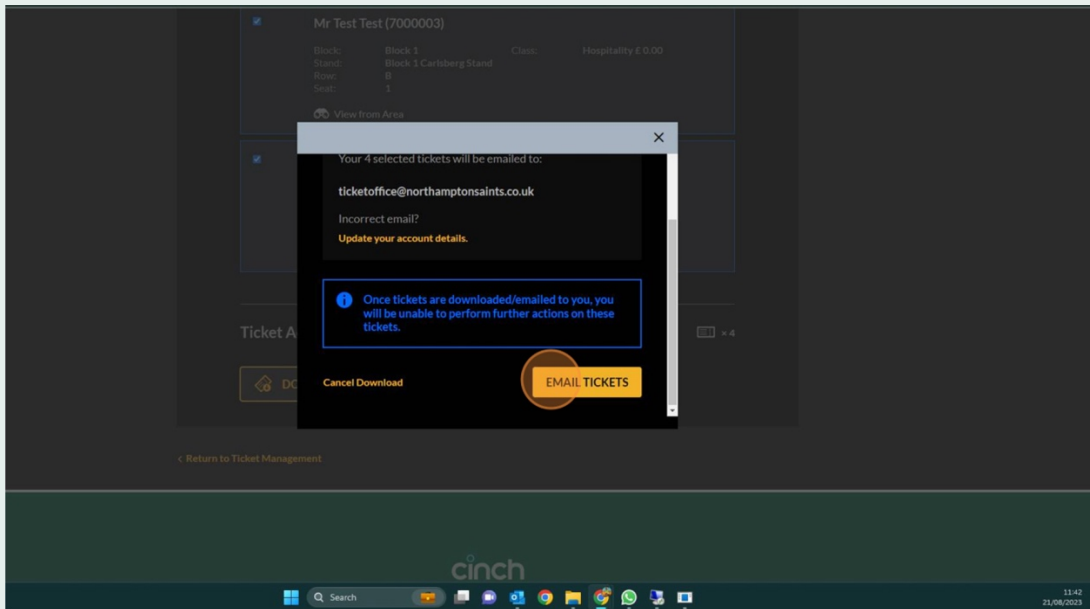 Mr Test Test (7000003)
Block: Block 1 Class: Hospitality £ 0.00
Stand: Block 1 Carlsberg Stand
Row: B
Seat: 1
View from Area
Your 4 selected tickets will be emailed to:
ticketoffice@northamptonsaints.co.uk
Incorrect email?
Update your account details.
Once tickets are downloaded/emailed to you, you
will be unable to perform further actions on these
tickets.
Ticket A
× 4
DO
Cancel Download
EMAIL TICKETS
< Return to Ticket Management
cinch
Search
11:42
21/08/2023